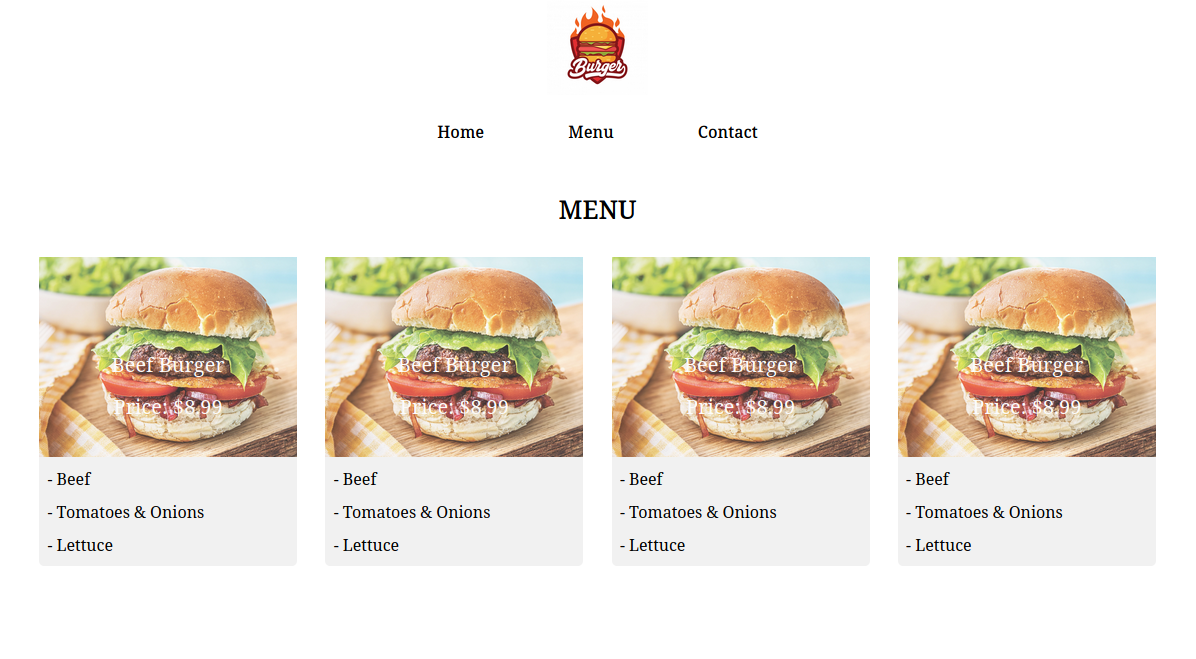 Burger
Home Menu Contact
MENU
Beef Burger Beef Burger Beef Burger Beef Burger
Price: $8.99 Price: $8.99 Price: $8.99 Price: $8.99
- Beef - Beef - Beef - Beef
- Tomatoes & Onions - Tomatoes & Onions - Tomatoes & Onions - Tomatoes & Onions
- Lettuce - Lettuce - Lettuce - Lettuce